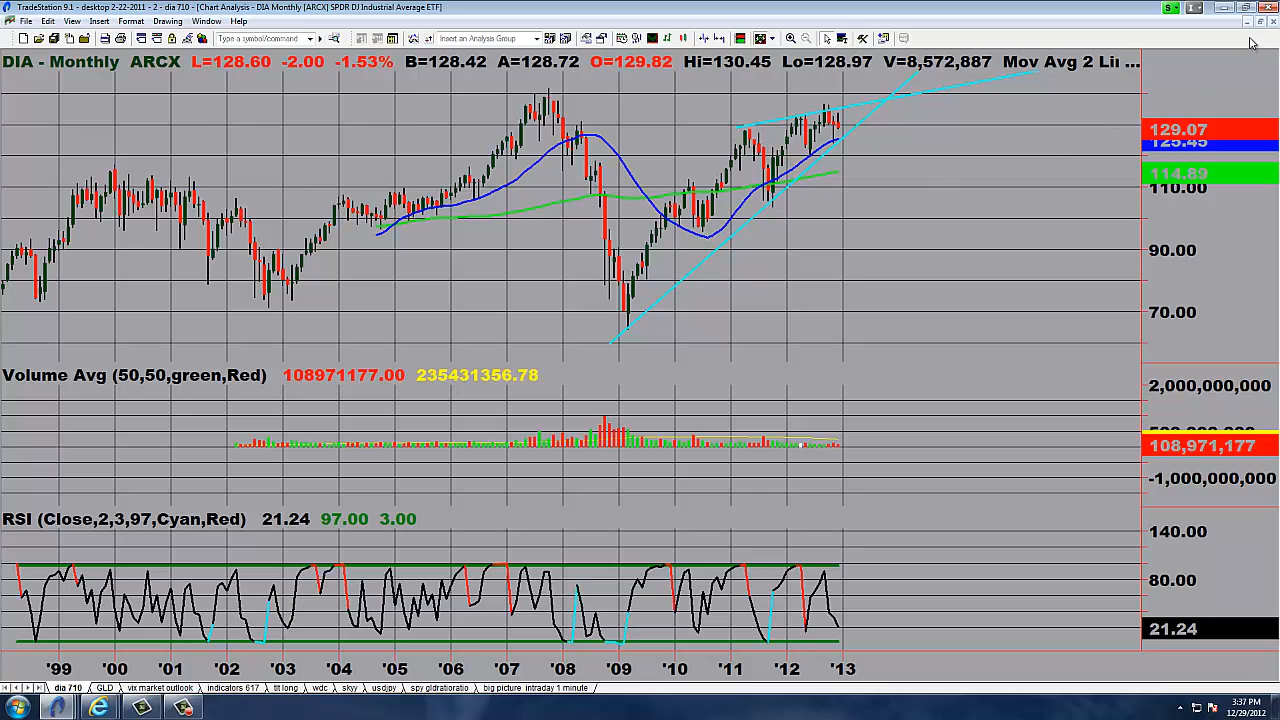 TradeStation 9.1 - desktop 2-22-2011 - 2 - dia 710 - [Chart Analysis - DIA Monthly [ARCX] SPDR DJ Industrial Average ETF]
File Edit View Insert Format Drawing Window Help
Type a symbol/command
Insert an Analysis Group
DIA - Monthly ARCX L=128.60 -2.00 -1.53% B=128.42 A=128.72 O=129.82 Hi=130.45 Lo=128.97 V=8,572,887 Mov Avg 2 Lin ...
129.07
125.45
114.89
110.00
90.00
70.00
Volume Avg (50,50,green,Red) 108971177.00 235431356.78
2,000,000,000
108,971,177
-1,000,000,000
RSI (Close,2,3,97,Cyan,Red) 21.24 97.00 3.00
140.00
80.00
21.24
'99 '00 '01 '02 '03 '04 '05 '06 '07 '08 '09 '10 '11 '12 '13
dia 710 GLD vix market outlook indicators 617 tlt long wdc skyy usdjpy spy gldratioratio big picture intraday 1 minute
3:37 PM
12/29/2012